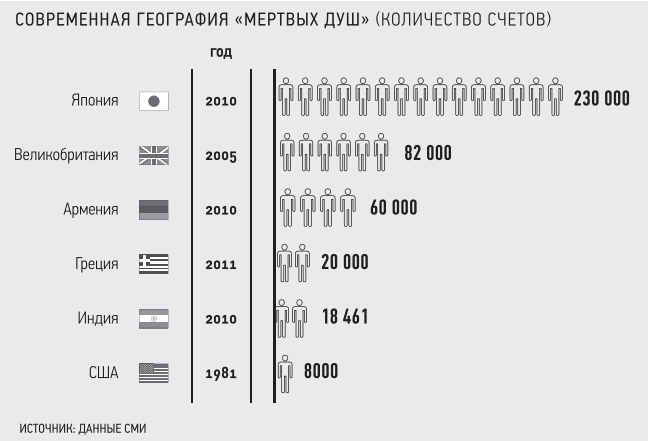 СОВРЕМЕННАЯ ГЕОГРАФИЯ «МЕРТВЫХ ДУШ» (КОЛИЧЕСТВО СЧЕТОВ)
ГОД
Япония 2010 230 000
Великобритания 2005 82 000
Армения 2010 60 000
Греция 2011 20 000
Индия 2010 18 461
США 1981 8000
ИСТОЧНИК: ДАННЫЕ СМИ